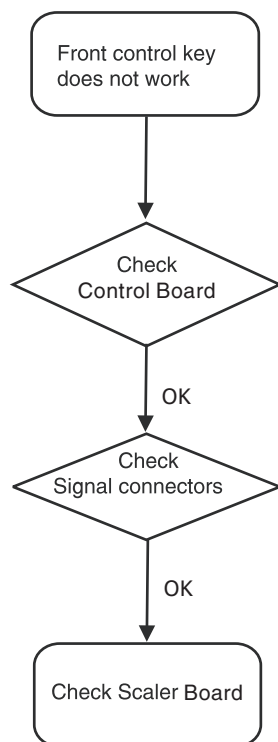 Front control key
does not work
Check
Control Board
OK
Check
Signal connectors
OK
Check Scaler Board